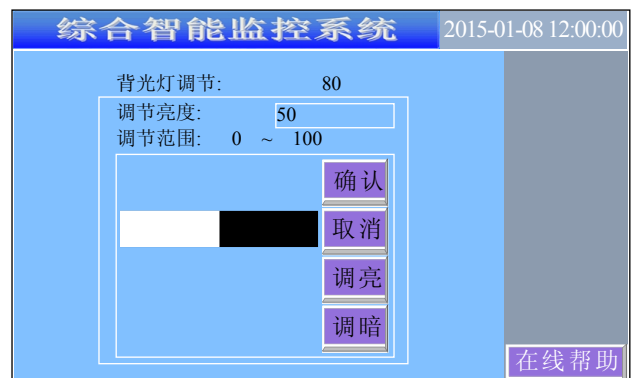 综合智能监控系统 2015-01-08 12:00:00
背光灯调节: 80
调节亮度: 50
调节范围: 0 ~ 100
确认
取消
调亮
调暗
在线帮助